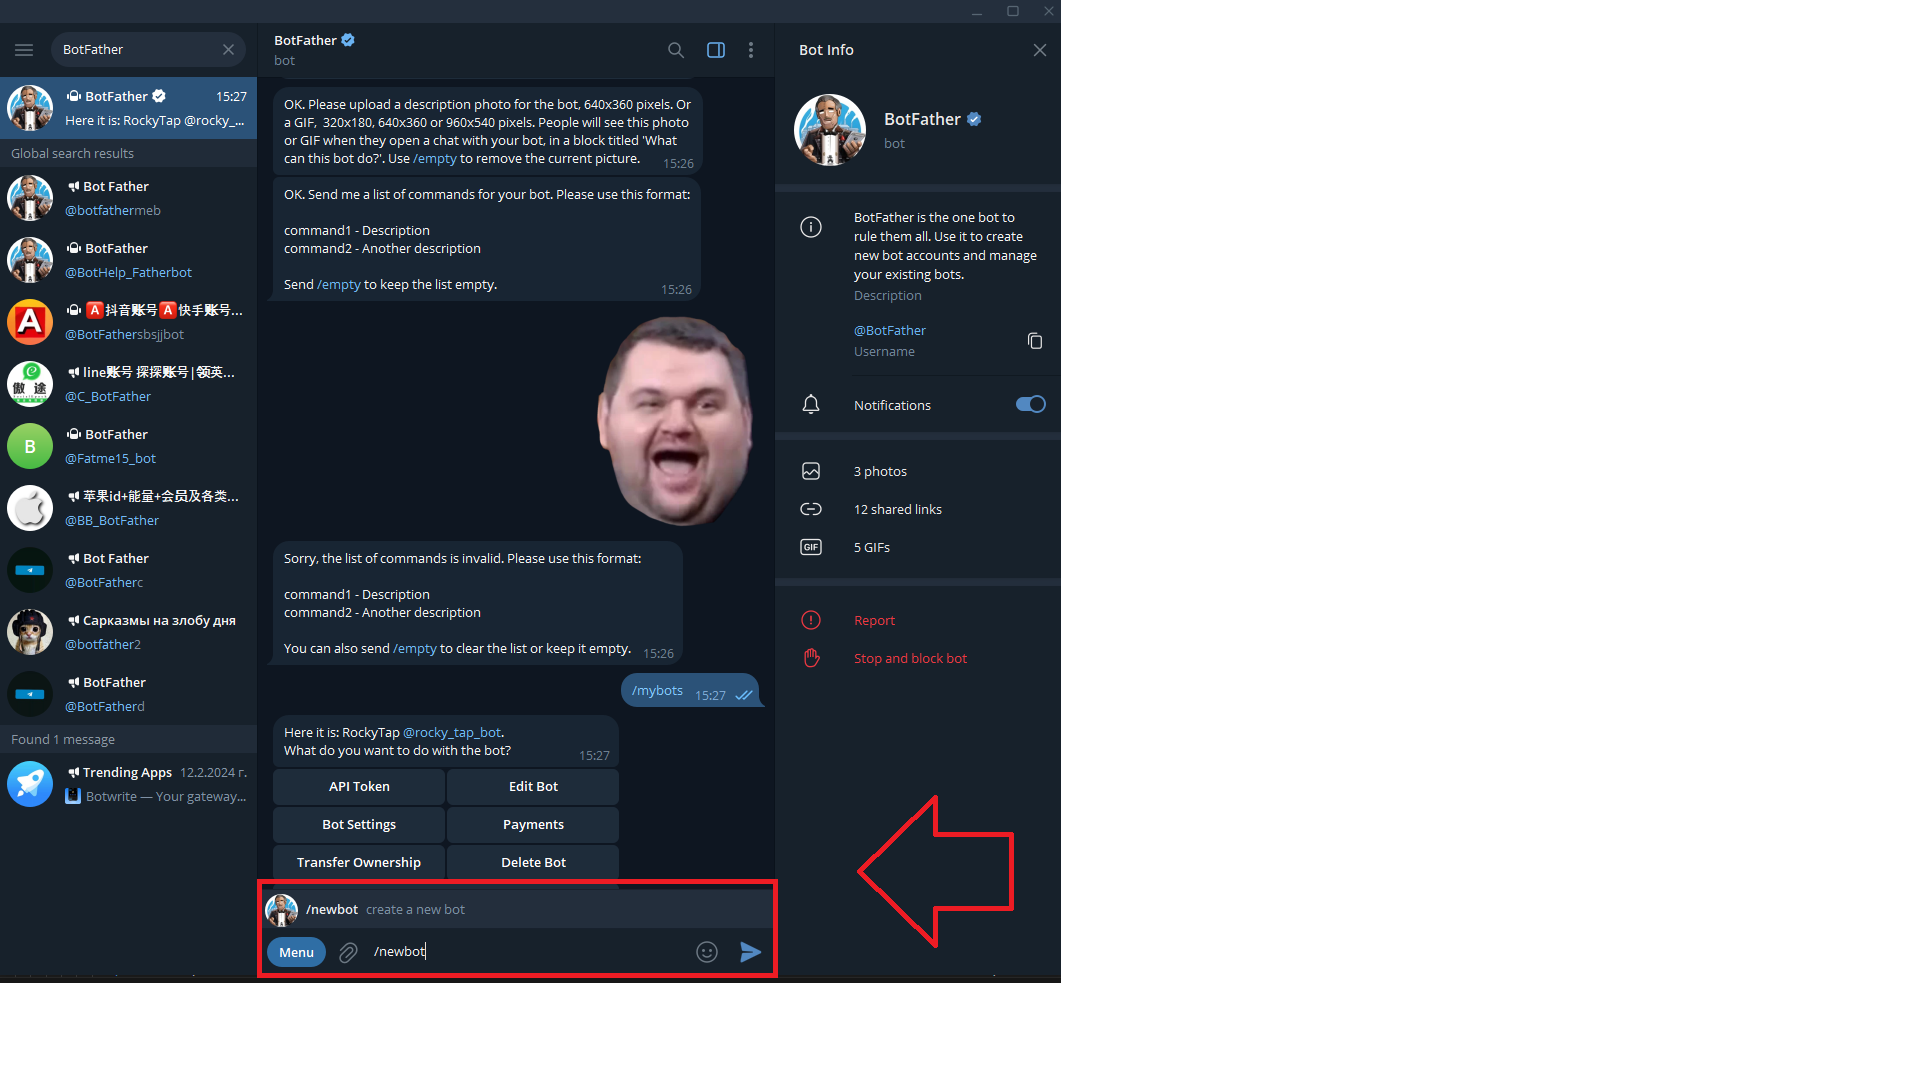 BotFather
BotFather
15:27
Here it is: RockyTap @rocky_...
Global search results
Bot Father
@botfathermeb
BotFather
@BotHelp_Fatherbot
A
🅰抖音账号🅰快手账号...
@BotFathersbsjjbot
傲 途
line账号 探探账号|领英...
@C_BotFather
B
BotFather
@Fatme15_bot
苹果id+能量+会员及各类...
@BB_BotFather
Bot Father
@BotFatherc
Сарказмы на злобу дня
@botfather2
BotFather
@BotFatherd
Found 1 message
Trending Apps 12.2.2024 г.
Botwrite — Your gateway...
BotFather
bot
OK. Please upload a description photo for the bot, 640x360 pixels. Or
a GIF, 320x180, 640x360 or 960x540 pixels. People will see this photo
or GIF when they open a chat with your bot, in a block titled 'What
can this bot do?'. Use /empty to remove the current picture. 15:26
OK. Send me a list of commands for your bot. Please use this format:
command1 - Description
command2 - Another description
Send /empty to keep the list empty. 15:26
Sorry, the list of commands is invalid. Please use this format:
command1 - Description
command2 - Another description
You can also send /empty to clear the list or keep it empty. 15:26
/mybots 15:27
Here it is: RockyTap @rocky_tap_bot.
What do you want to do with the bot? 15:27
API Token
Edit Bot
Bot Settings
Payments
Transfer Ownership
Delete Bot
/newbot create a new bot
Menu
/newbot
Bot Info
BotFather
bot
BotFather is the one bot to
rule them all. Use it to create
new bot accounts and manage
your existing bots.
Description
@BotFather
Username
Notifications
3 photos
12 shared links
GIF
5 GIFs
Report
Stop and block bot